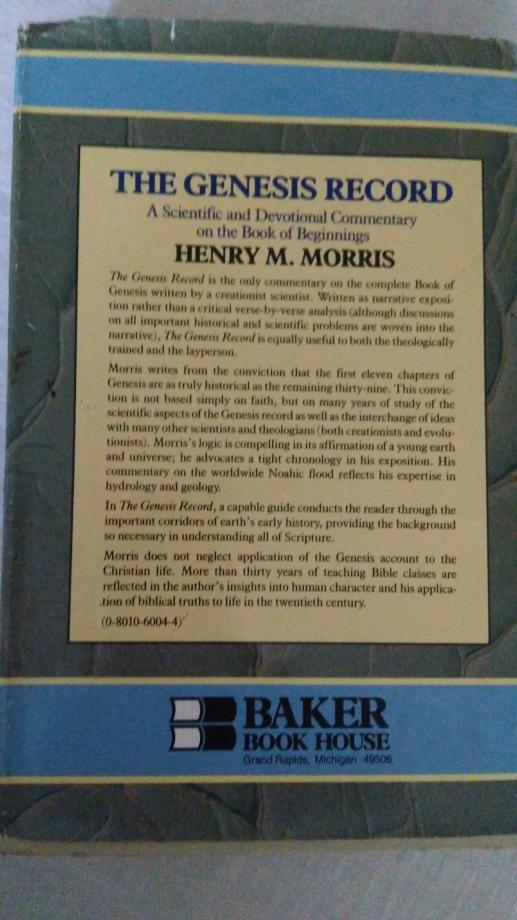 THE GENESIS RECORD
A Scientific and Devotional Commentary
on the Book of Beginnings
HENRY M. MORRIS
The Genesis Record is the only commentary on the complete Book of
Genesis written by a creationist scientist. Written as narrative exposi-
tion rather than a critical verse-by-verse analysis (although discussions
on all important historical and scientific problems are woven into the
narrative), The Genesis Record is equally useful to both the theologically
trained and the layperson.
Morris writes from the conviction that the first eleven chapters of
Genesis are as truly historical as the remaining thirty-nine. This convic-
tion is not based simply on faith, but on many years of study of the
scientific aspects of the Genesis record as well as the interchange of ideas
with many other scientists and theologians (both creationists and evolu-
tionists). Morris's logic is compelling in its affirmation of a young earth
and universe; he advocates a tight chronology in his exposition. His
commentary on the worldwide Noahic flood reflects his expertise in
hydrology and geology.
In The Genesis Record, a capable guide conducts the reader through the
important corridors of earth's early history, providing the background
so necessary in understanding all of Scripture.
Morris does not neglect application of the Genesis account to the
Christian life. More than thirty years of teaching Bible classes are
reflected in the author's insights into human character and his applica-
tion of biblical truths to life in the twentieth century.
(0-8010-6004-4)
BAKER
BOOK HOUSE
Grand Rapids, Michigan 49506